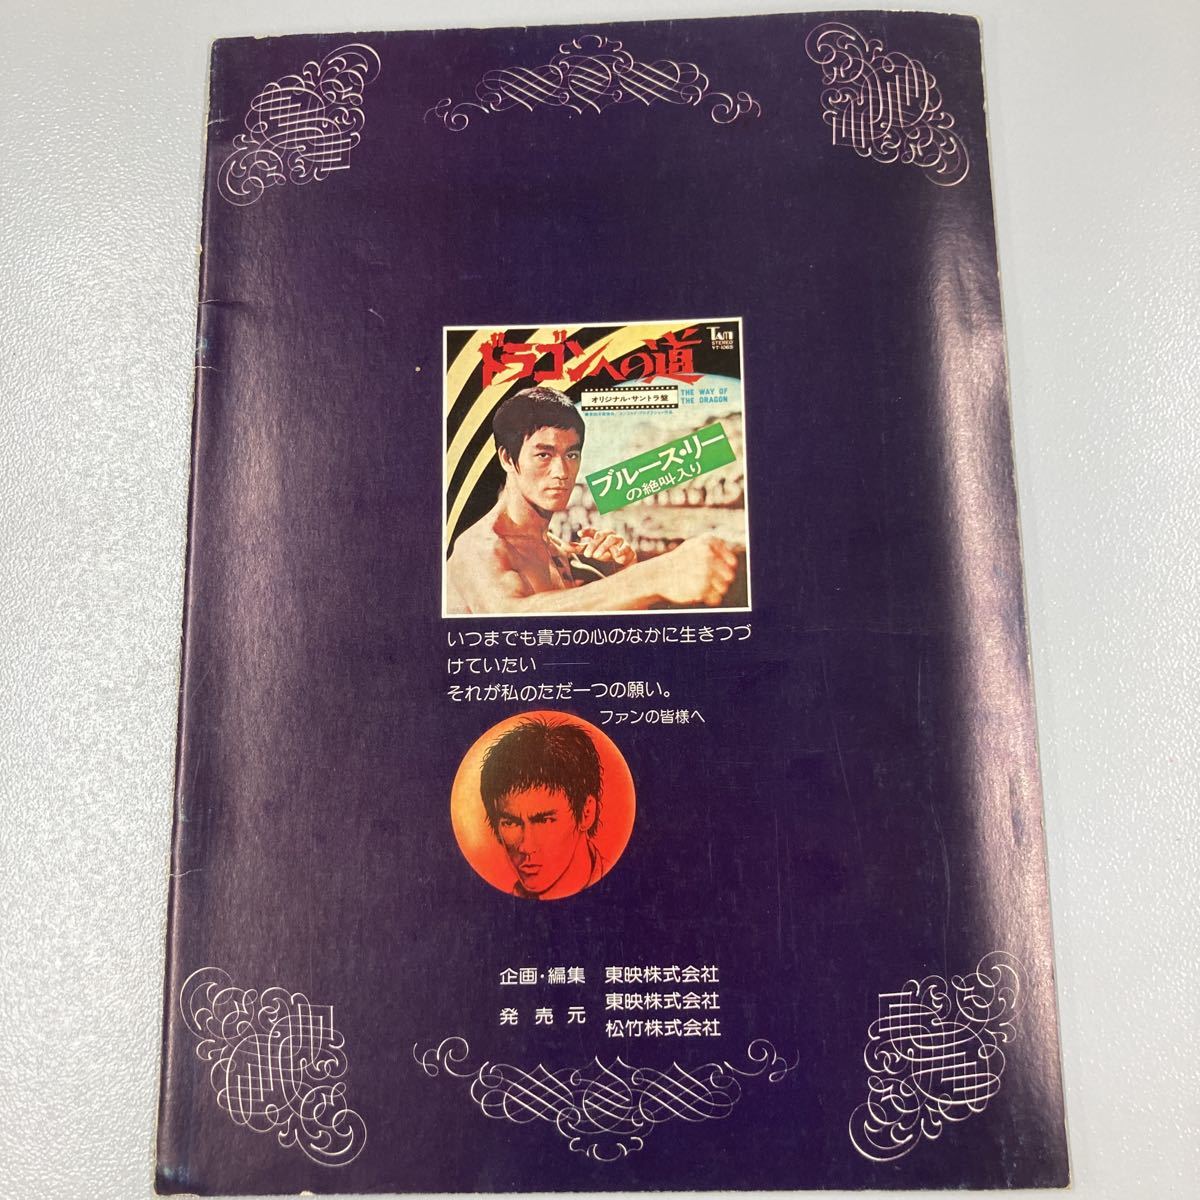 ドラゴンへの道
TAM
STEREO
YT-1069
オリジナル・サントラ盤
THE WAY OF
THE DRAGON
ブルース・リー
の絶叫入り
いつまでも貴方の心のなかに生きつづ
けていたい──
それが私のただ一つの願い。
ファンの皆様へ
企画・編集 東映株式会社
発売元 東映株式会社
松竹株式会社